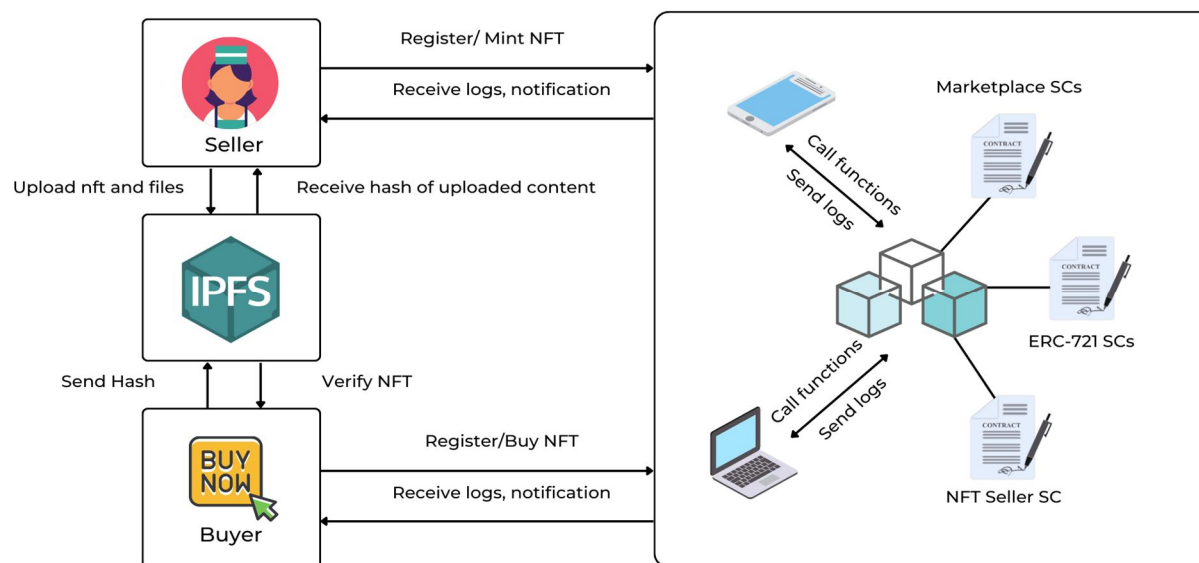 Register/ Mint NFT
Receive logs, notification
Seller
Upload nft and files
Receive hash of uploaded content
IPFS
Send Hash
Verify NFT
BUY
NOW
Buyer
Register/Buy NFT
Receive logs, notification
Call functions
Send logs
Call functions
Send logs
Marketplace SCs
CONTRACT
CONTRACT
ERC-721 SCs
CONTRACT
NFT Seller SC